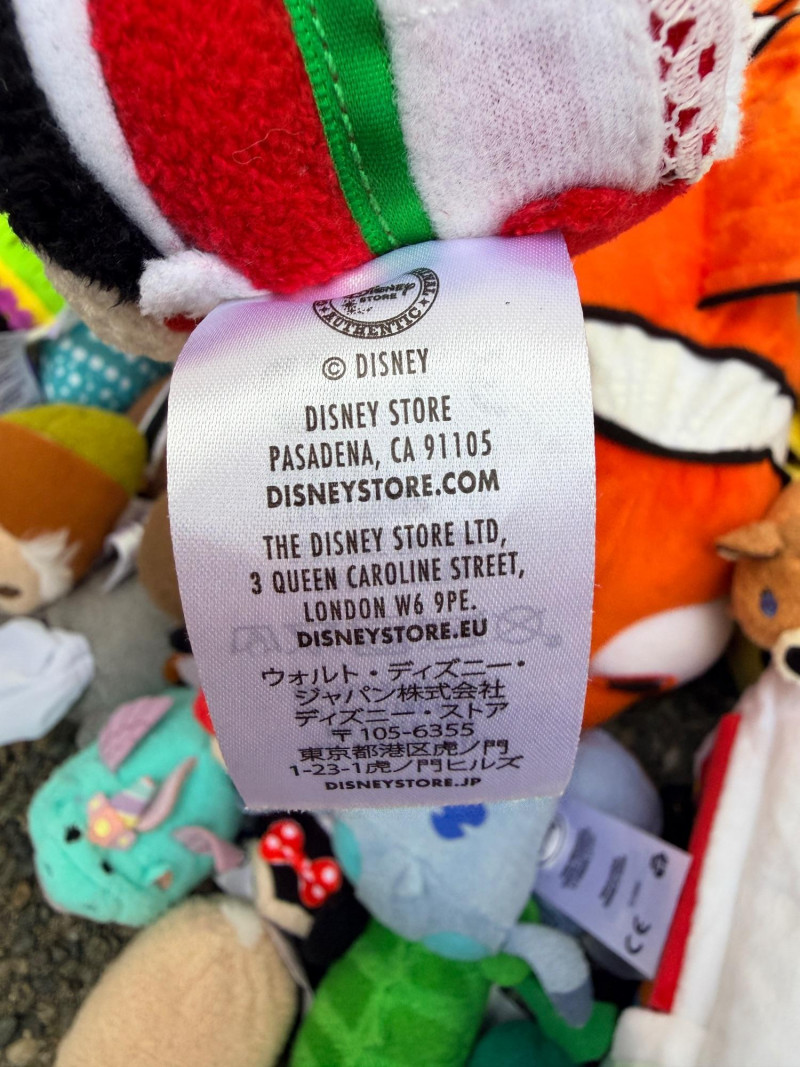 DISNEY
STORE
AUTHENTIC
© DISNEY
DISNEY STORE
PASADENA, CA 91105
DISNEYSTORE.COM
THE DISNEY STORE LTD,
3 QUEEN CAROLINE STREET,
LONDON W6 9PE.
DISNEYSTORE.EU
ウォルト・ディズニー・
ジャパン株式会社
ディズニー・ストア
〒105-6355
東京都港区虎ノ門
1-23-1虎ノ門ヒルズ
DISNEYSTORE.JP
CE